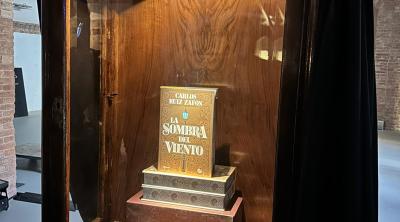 CARLOS
RUIZ ZAFÓN
LA
SOMBRA
DEL
VIENTO